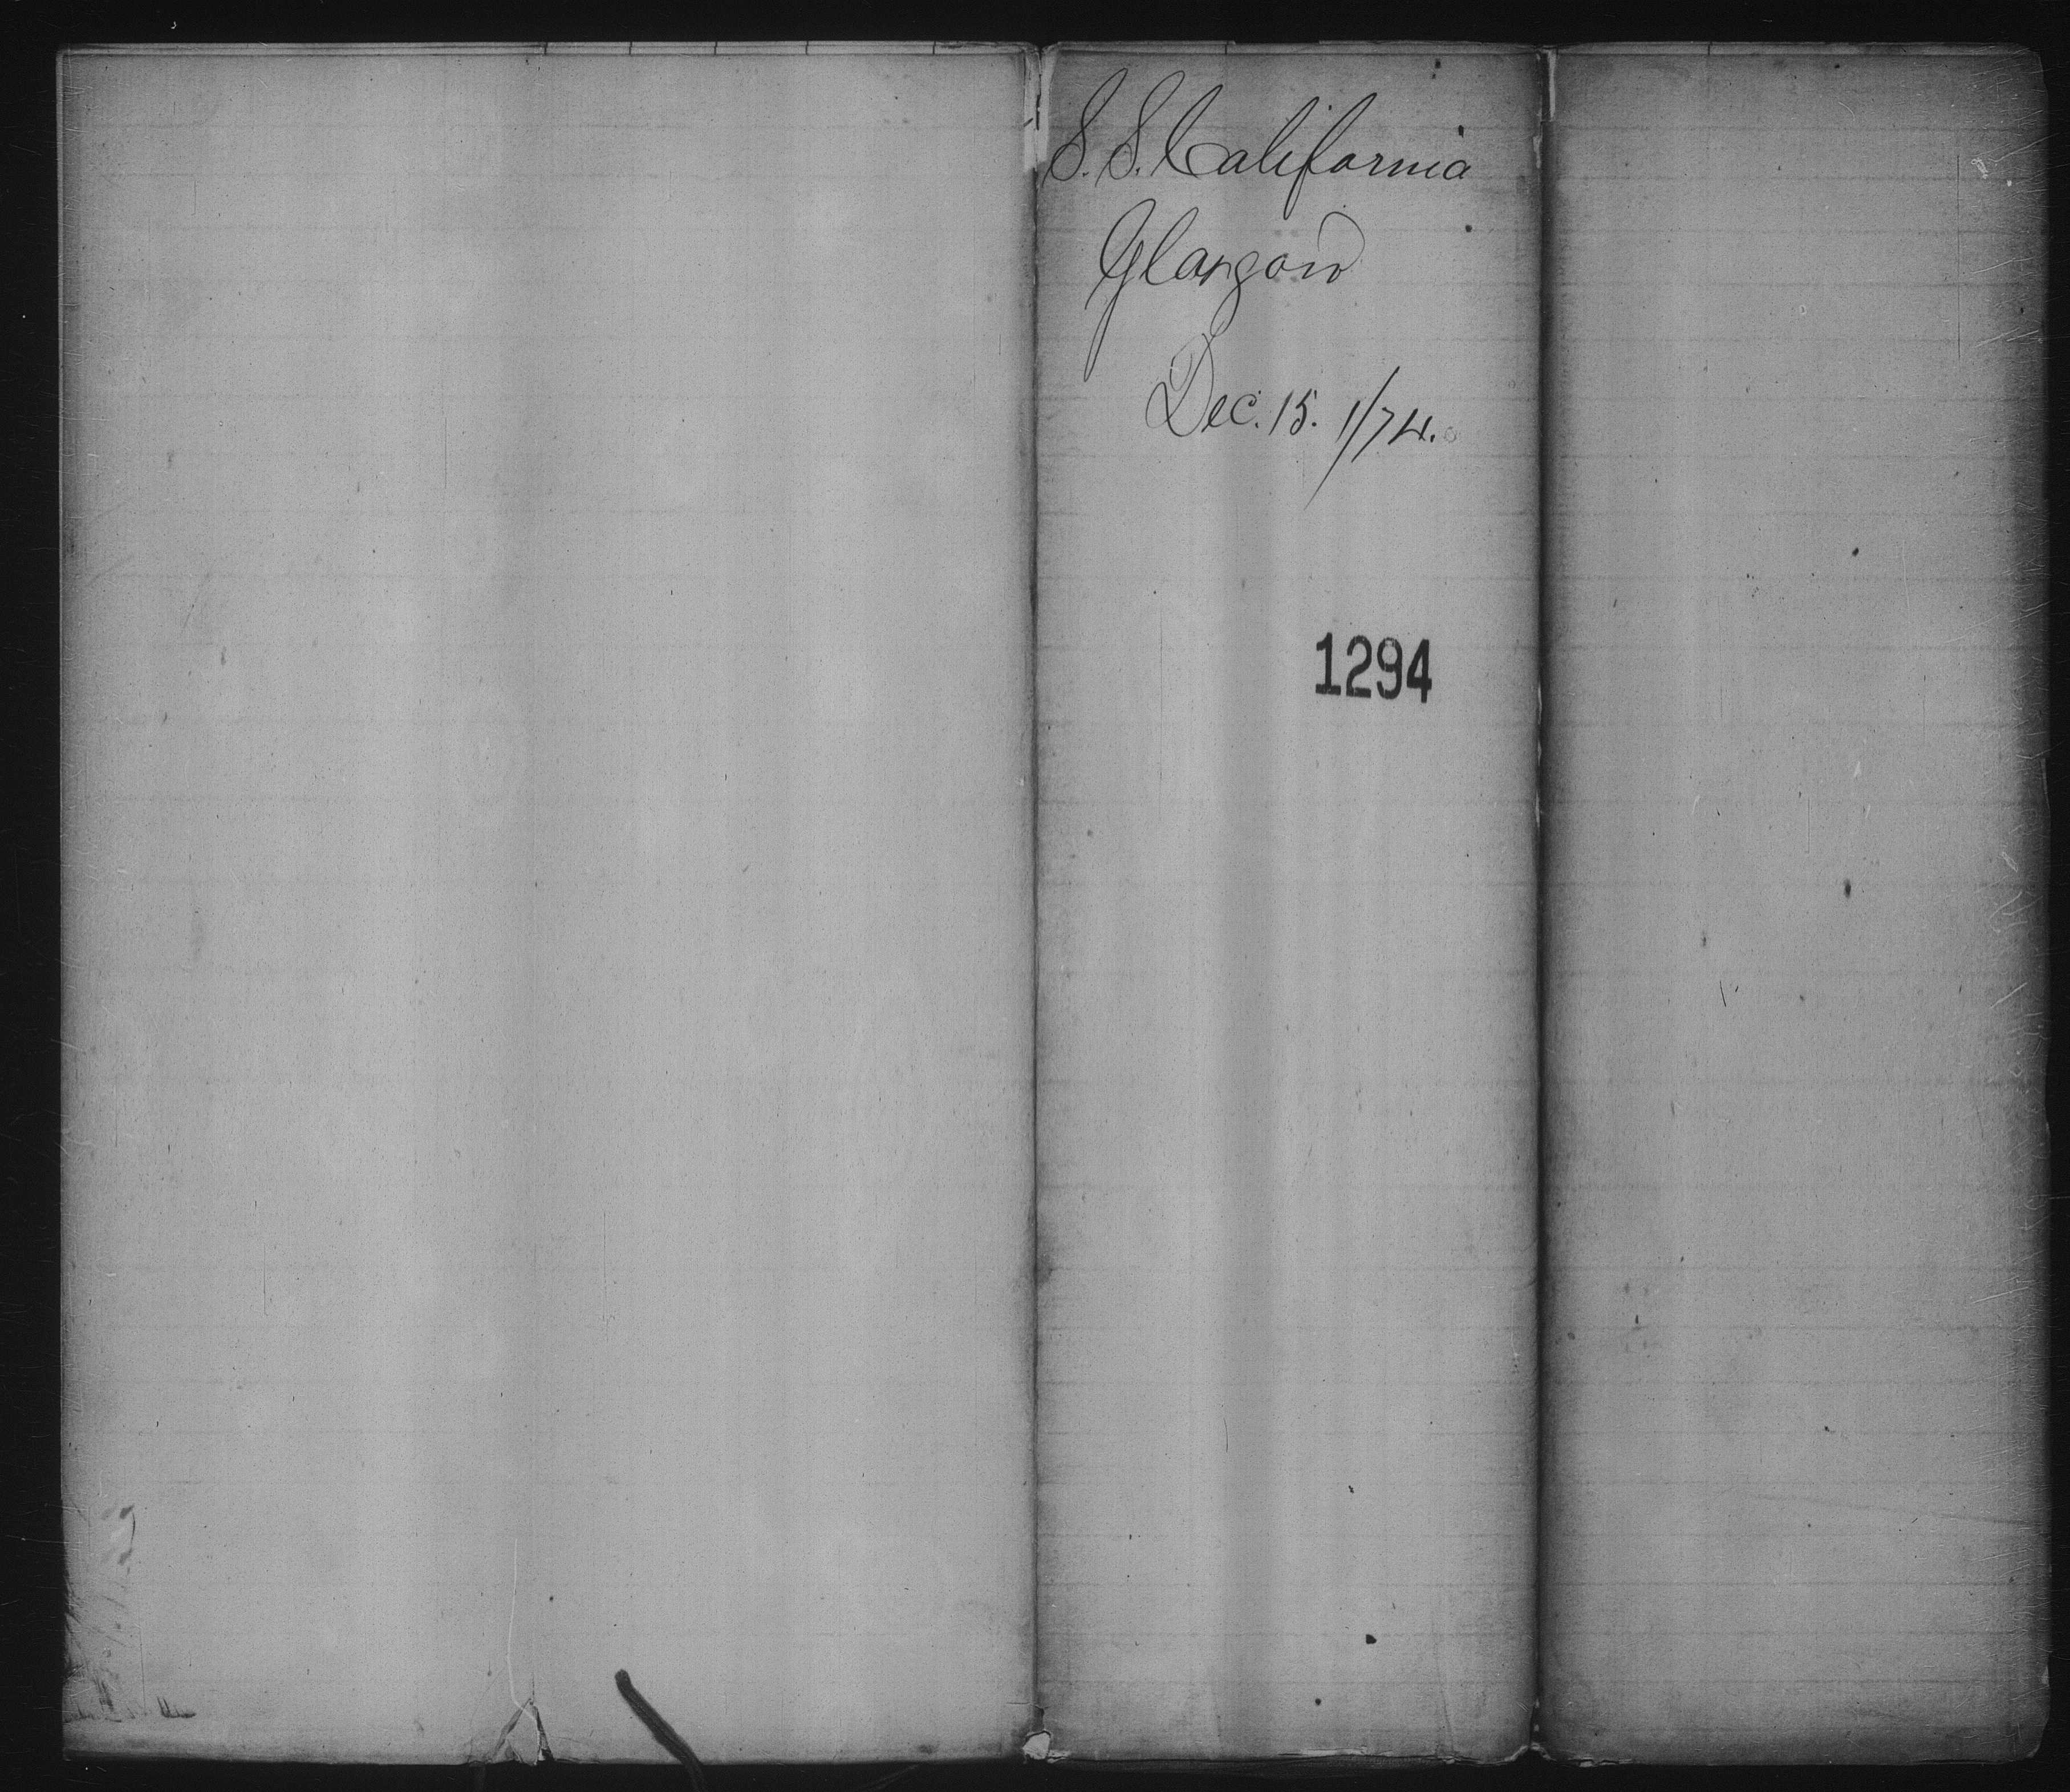 S. S. California
Glasgow
Dec. 15. 1/74.
1294